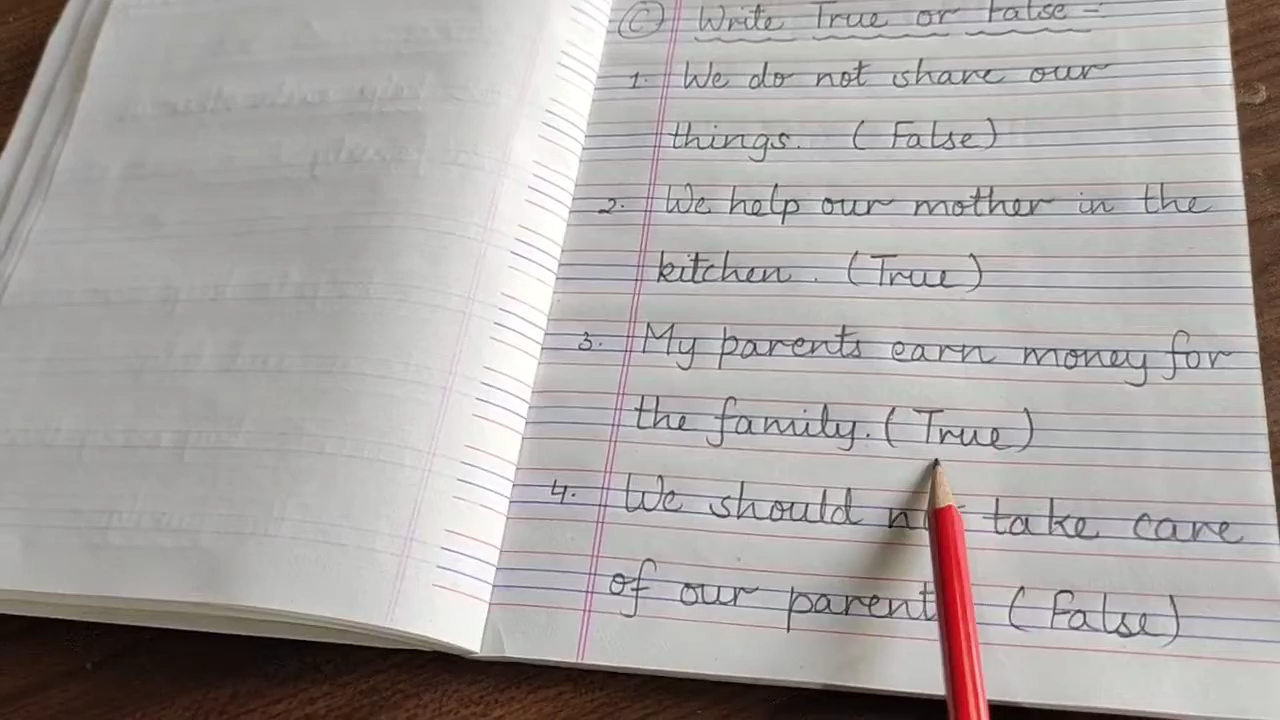 C Write True or False -
1. We do not share our
things. (False)
2. We help our mother in the
kitchen. (True)
3. My parents earn money for
the family. (True)
4. We should not take care
of our parents (False)